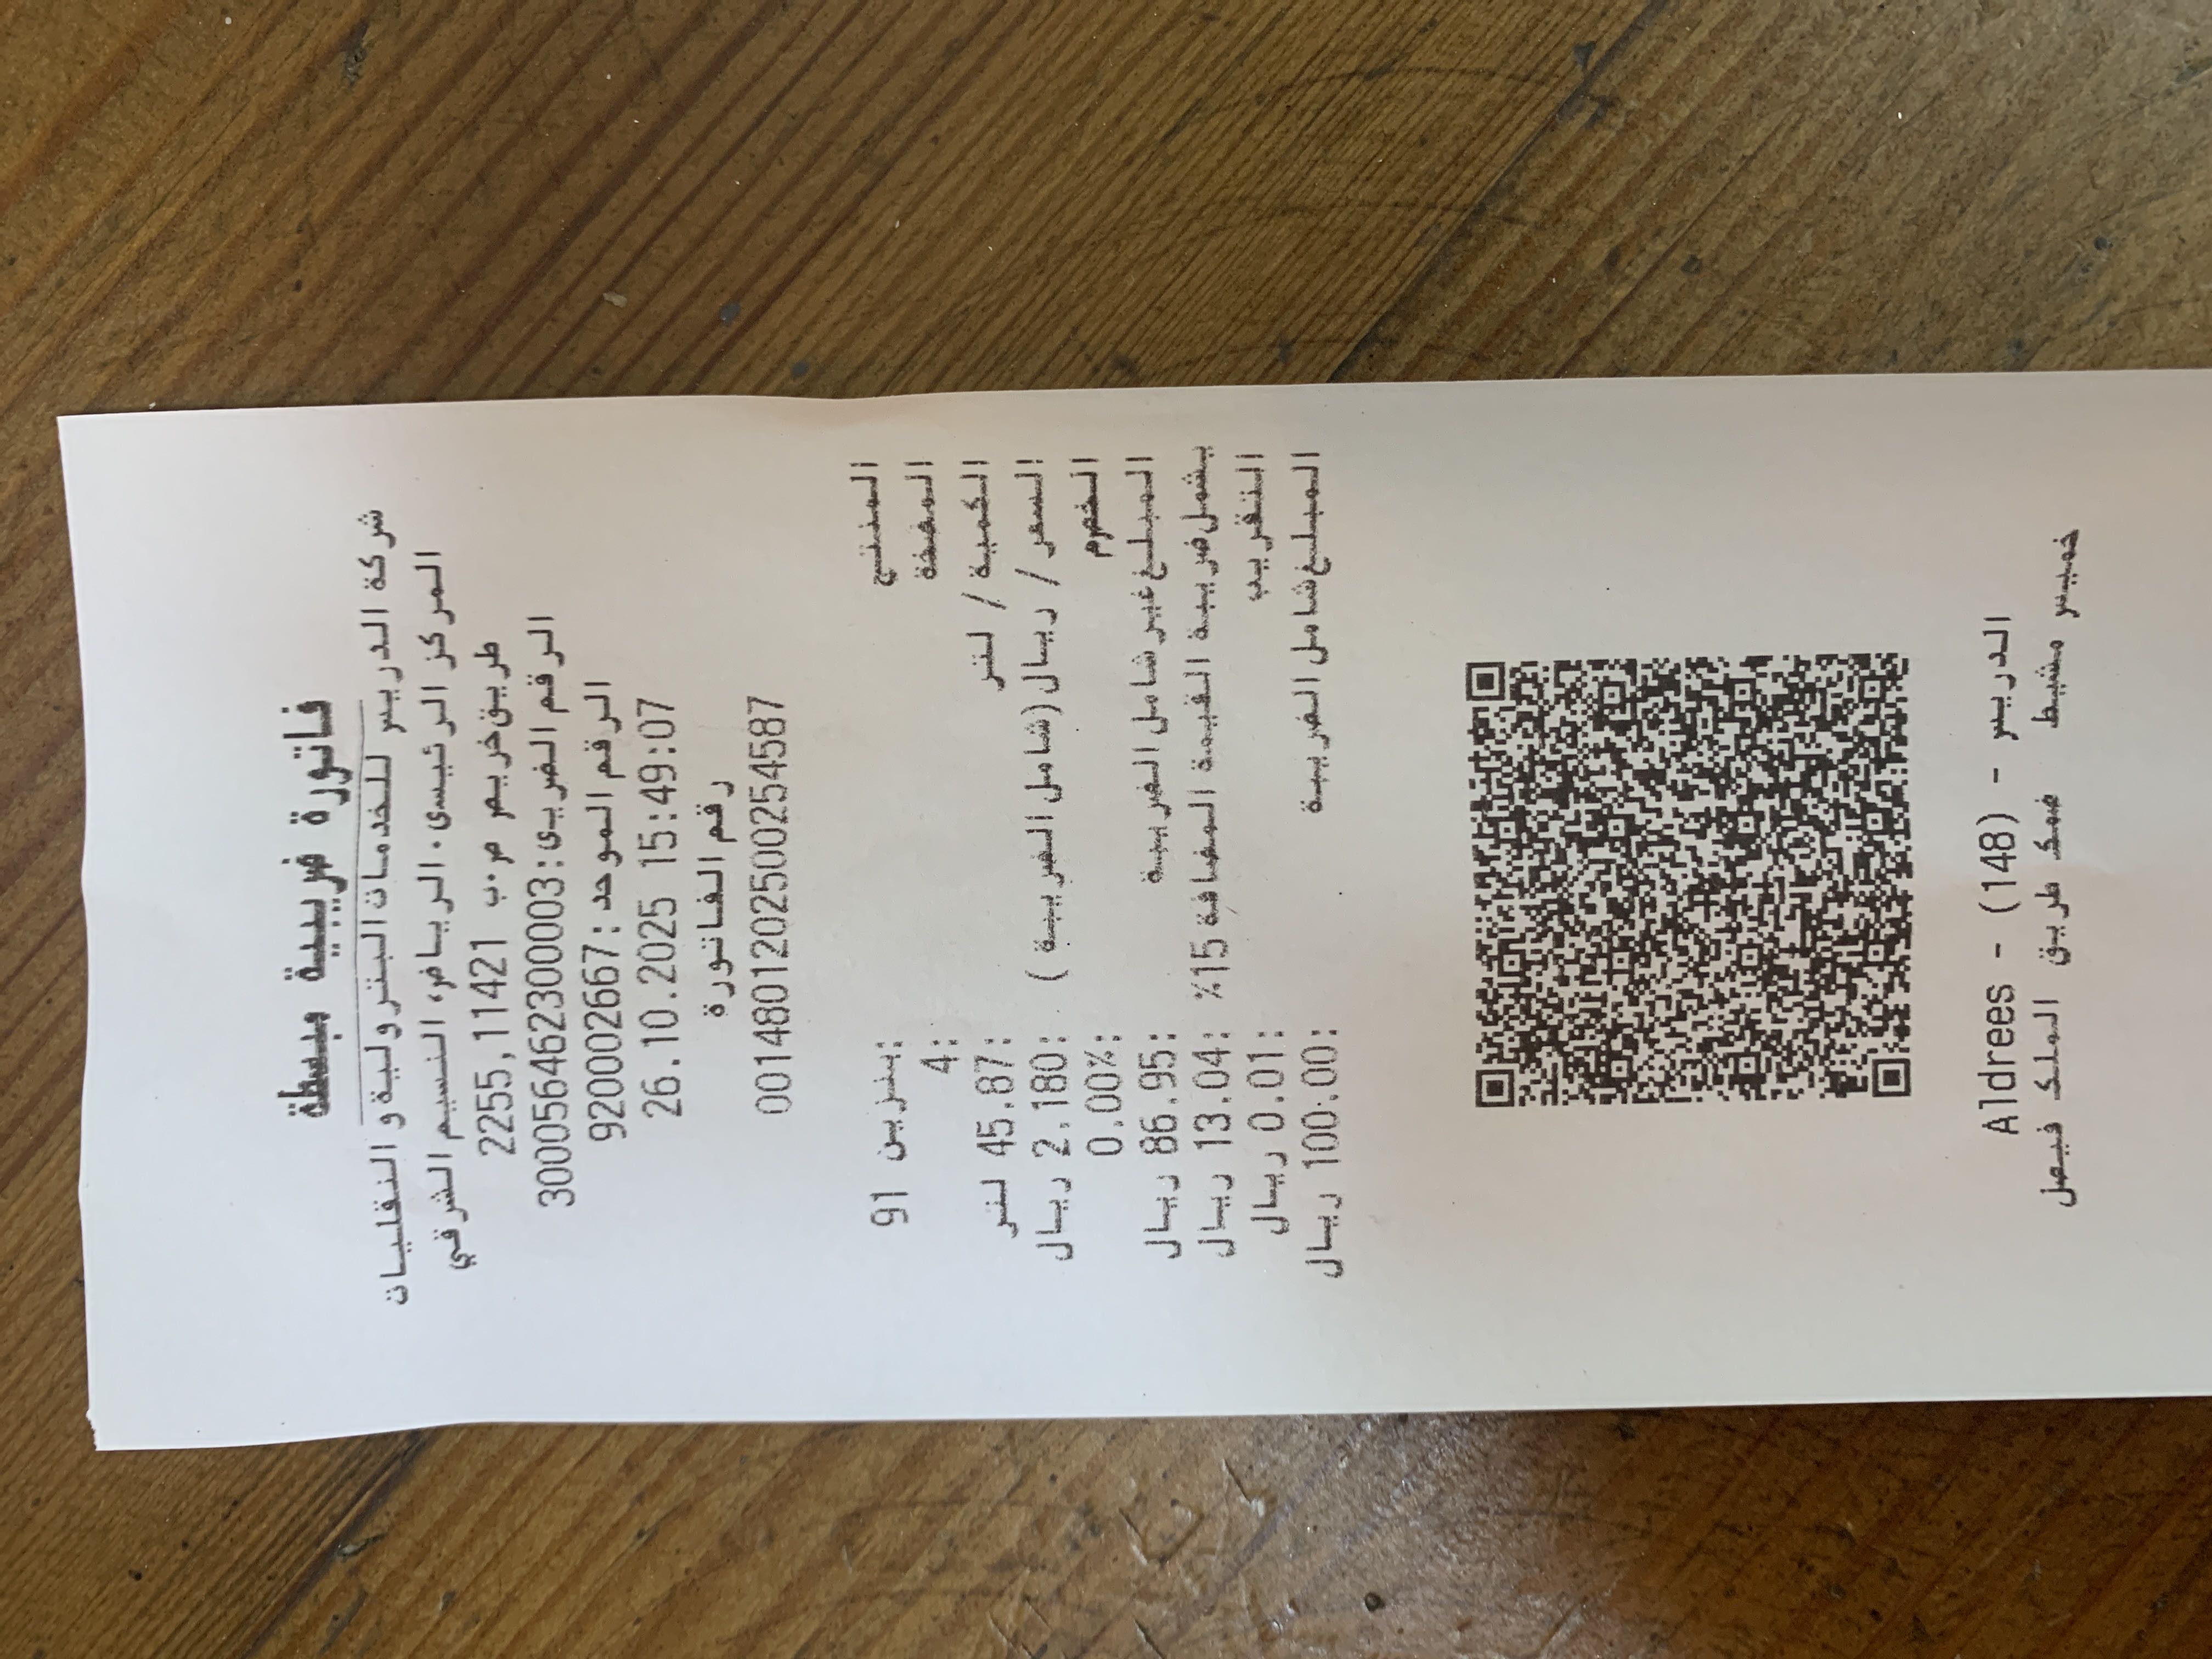 فاتورة ضريبية مبسطة
شركة الدريس للخدمات البترولية و النقليات
المركز الرئيسى . الرياض، النسيم الشرقي
طريق خريص ص.ب 2255,11421
الرقم الضريى: 300056462300003
الرقم الموحد: 920002667
26.10.2025 15:49:07
رقم الفاتورة
0014801202500254587
المنتج :بنزين 91
المضخة :4
الكمية / لتر :45.87 لتر
السعر / ريال (شامل الضريبة ) :2.180 ريال
الخصم :0.00%
المبلغ غير شامل الضريبة :86.95 ريال
يشمل ضريبة القيمة المضافة 15% :13.04 ريال
التقريب :0.01 ريال
المبلغ شامل الضريبة :100.00 ريال
الدريس - (148) - Aldrees
خميس مشيط ضمك طريق الملك فيصل